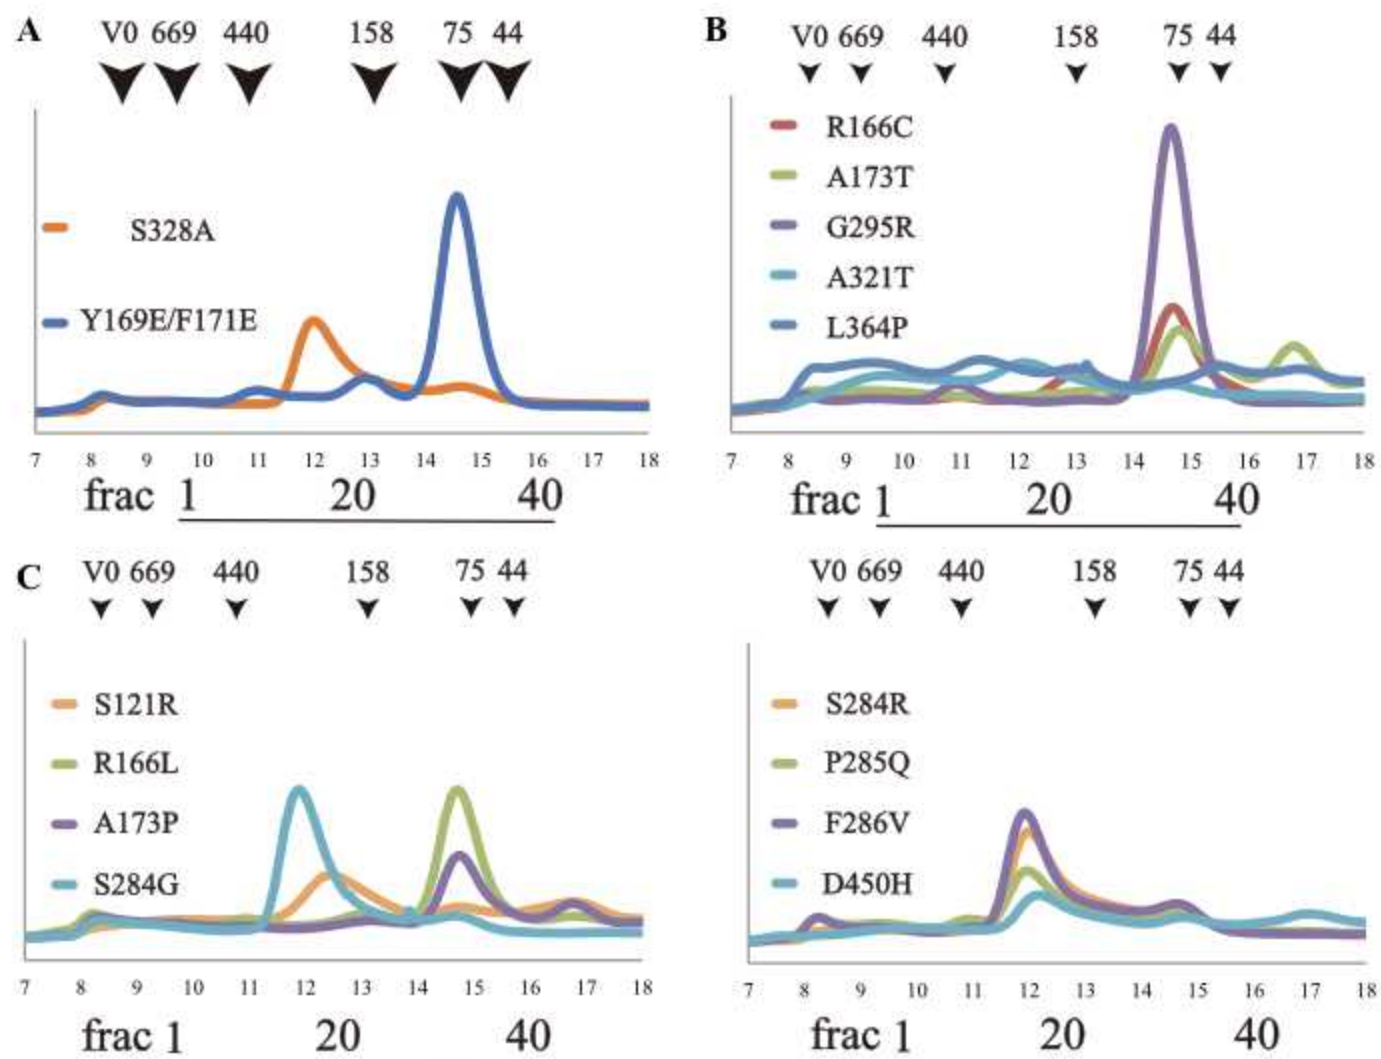 A
V0 669 440 158 75 44
S328A
Y169E/F171E
7 8 9 10 11 12 13 14 15 16 17 18
frac 1 20 40
B
V0 669 440 158 75 44
R166C
A173T
G295R
A321T
L364P
7 8 9 10 11 12 13 14 15 16 17 18
frac 1 20 40
C
V0 669 440 158 75 44
S121R
R166L
A173P
S284G
7 8 9 10 11 12 13 14 15 16 17 18
frac 1 20 40
V0 669 440 158 75 44
S284R
P285Q
F286V
D450H
7 8 9 10 11 12 13 14 15 16 17 18
frac 1 20 40